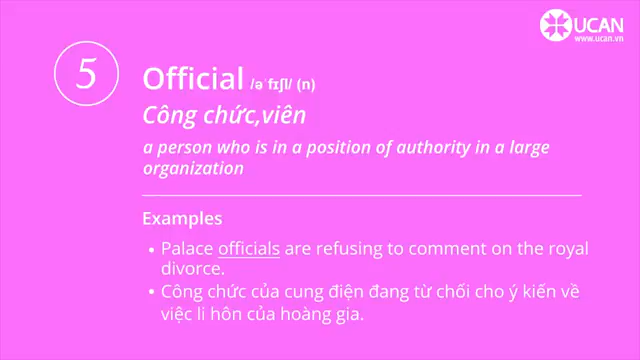 UCAN
www.ucan.vn
5
Official /ə fɪʃl/ (n)
Công chức,viên
a person who is in a position of authority in a large
organization
Examples
• Palace officials are refusing to comment on the royal
divorce.
• Công chức của cung điện đang từ chối cho ý kiến về
việc li hôn của hoàng gia.